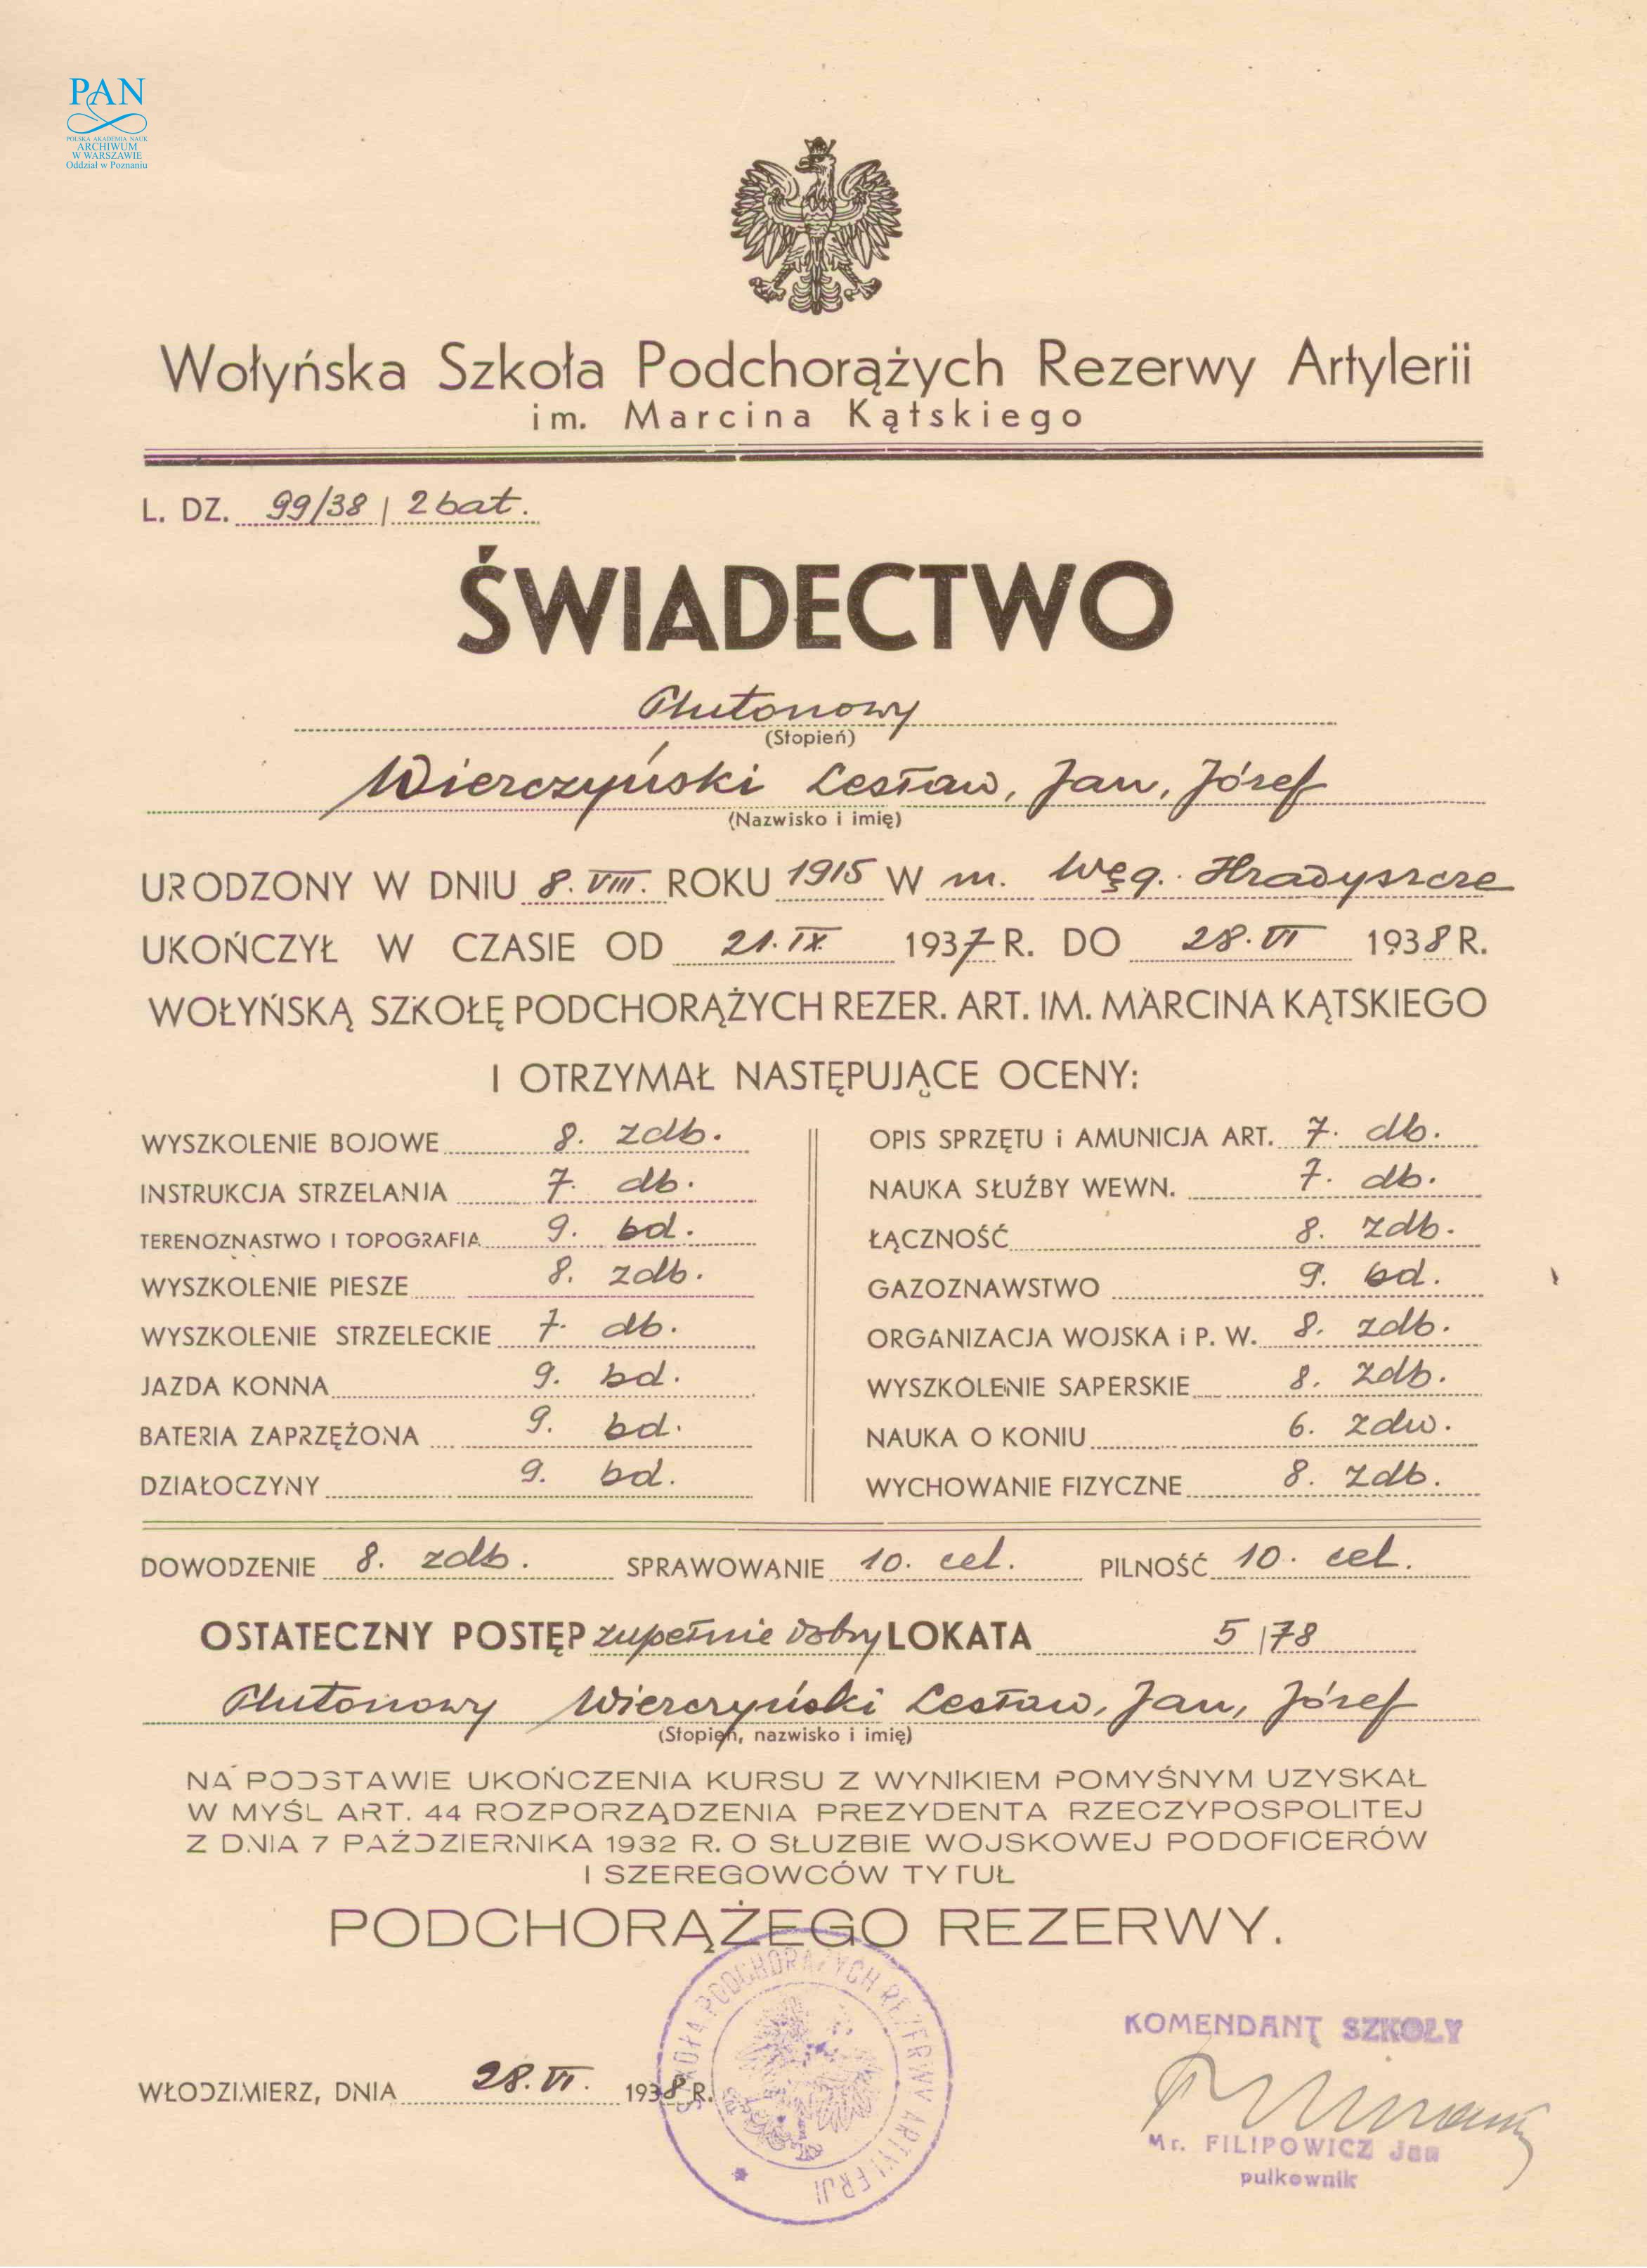 PAN
POLSKA AKADEMIA NAUK
ARCHIWUM
W WARSZAWIE
Oddział w Poznaniu
Wołyńska Szkoła Podchorążych Rezerwy Artylerii
im. Marcina Kątskiego
L. DZ. 99/38 | 2 bat.
ŚWIADECTWO
Plutonowy
(Stopień)
Wierczyński Lesław, Jan, Józef
(Nazwisko i imię)
URODZONY W DNIU 8. VIII. ROKU 1915 W m. Węg. Hradyszcze
UKOŃCZYŁ W CZASIE OD 21. IX. 1937 R. DO 28. VI 1938 R.
WOŁYŃSKĄ SZKOŁĘ PODCHORĄŻYCH REZER. ART. IM. MARCINA KĄTSKIEGO
I OTRZYMAŁ NASTĘPUJĄCE OCENY:
WYSZKOLENIE BOJOWE 8. zdb.
INSTRUKCJA STRZELANIA 7. db.
TERENOZNASTWO I TOPOGRAFIA 9. bd.
WYSZKOLENIE PIESZE 8. zdb.
WYSZKOLENIE STRZELECKIE 7. db.
JAZDA KONNA 9. bd.
BATERIA ZAPRZĘŻONA 9. bd.
DZIAŁOCZYNY 9. bd.
OPIS SPRZĘTU i AMUNICJA ART. 7. db.
NAUKA SŁUŹBY WEWN. 7. db.
ŁĄCZNOŚĆ 8. zdb.
GAZOZNAWSTWO 9. bd.
ORGANIZACJA WOJSKA i P. W. 8. zdb.
WYSZKOLENIE SAPERSKIE 8. zdb.
NAUKA O KONIU 6. zdw.
WYCHOWANIE FIZYCZNE 8. zdb.
DOWODZENIE 8. zdb. SPRAWOWANIE 10. cel. PILNOŚĆ 10. cel.
OSTATECZNY POSTĘP zupełnie dobry LOKATA 5/78
Plutonowy Wierczyński Lesław, Jan, Józef
(Stopień, nazwisko i imię)
NA PODSTAWIE UKOŃCZENIA KURSU Z WYNIKIEM POMYŚNYM UZYSKAŁ
W MYŚL ART. 44 ROZPORZĄDZENIA PREZYDENTA RZECZYPOSPOLITEJ
Z DNIA 7 PAŹDZIERNIKA 1932 R. O SŁUZBIE WOJSKOWEJ PODOFICERÓW
I SZEREGOWCÓW TYTUŁ
PODCHORĄŻEGO REZERWY.
SZKOŁA PODCHORĄŻYCH REZERWY ARTYLERJI
WŁODZIMIERZ, DNIA 28. VI. 1938 R.
KOMENDANT SZKOŁY
Mr. FILIPOWICZ Jan
pułkownik